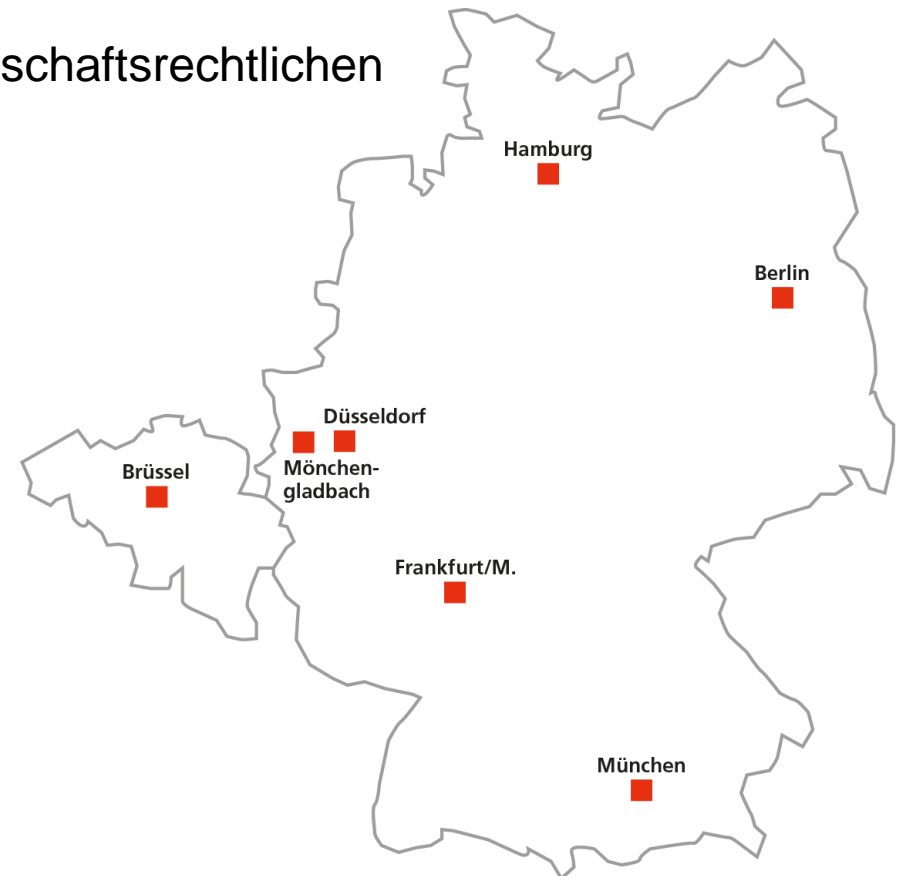 schaftsrechtlichen
Hamburg
Berlin
Düsseldorf
Mönchen-
gladbach
Brüssel
Frankfurt/M.
München